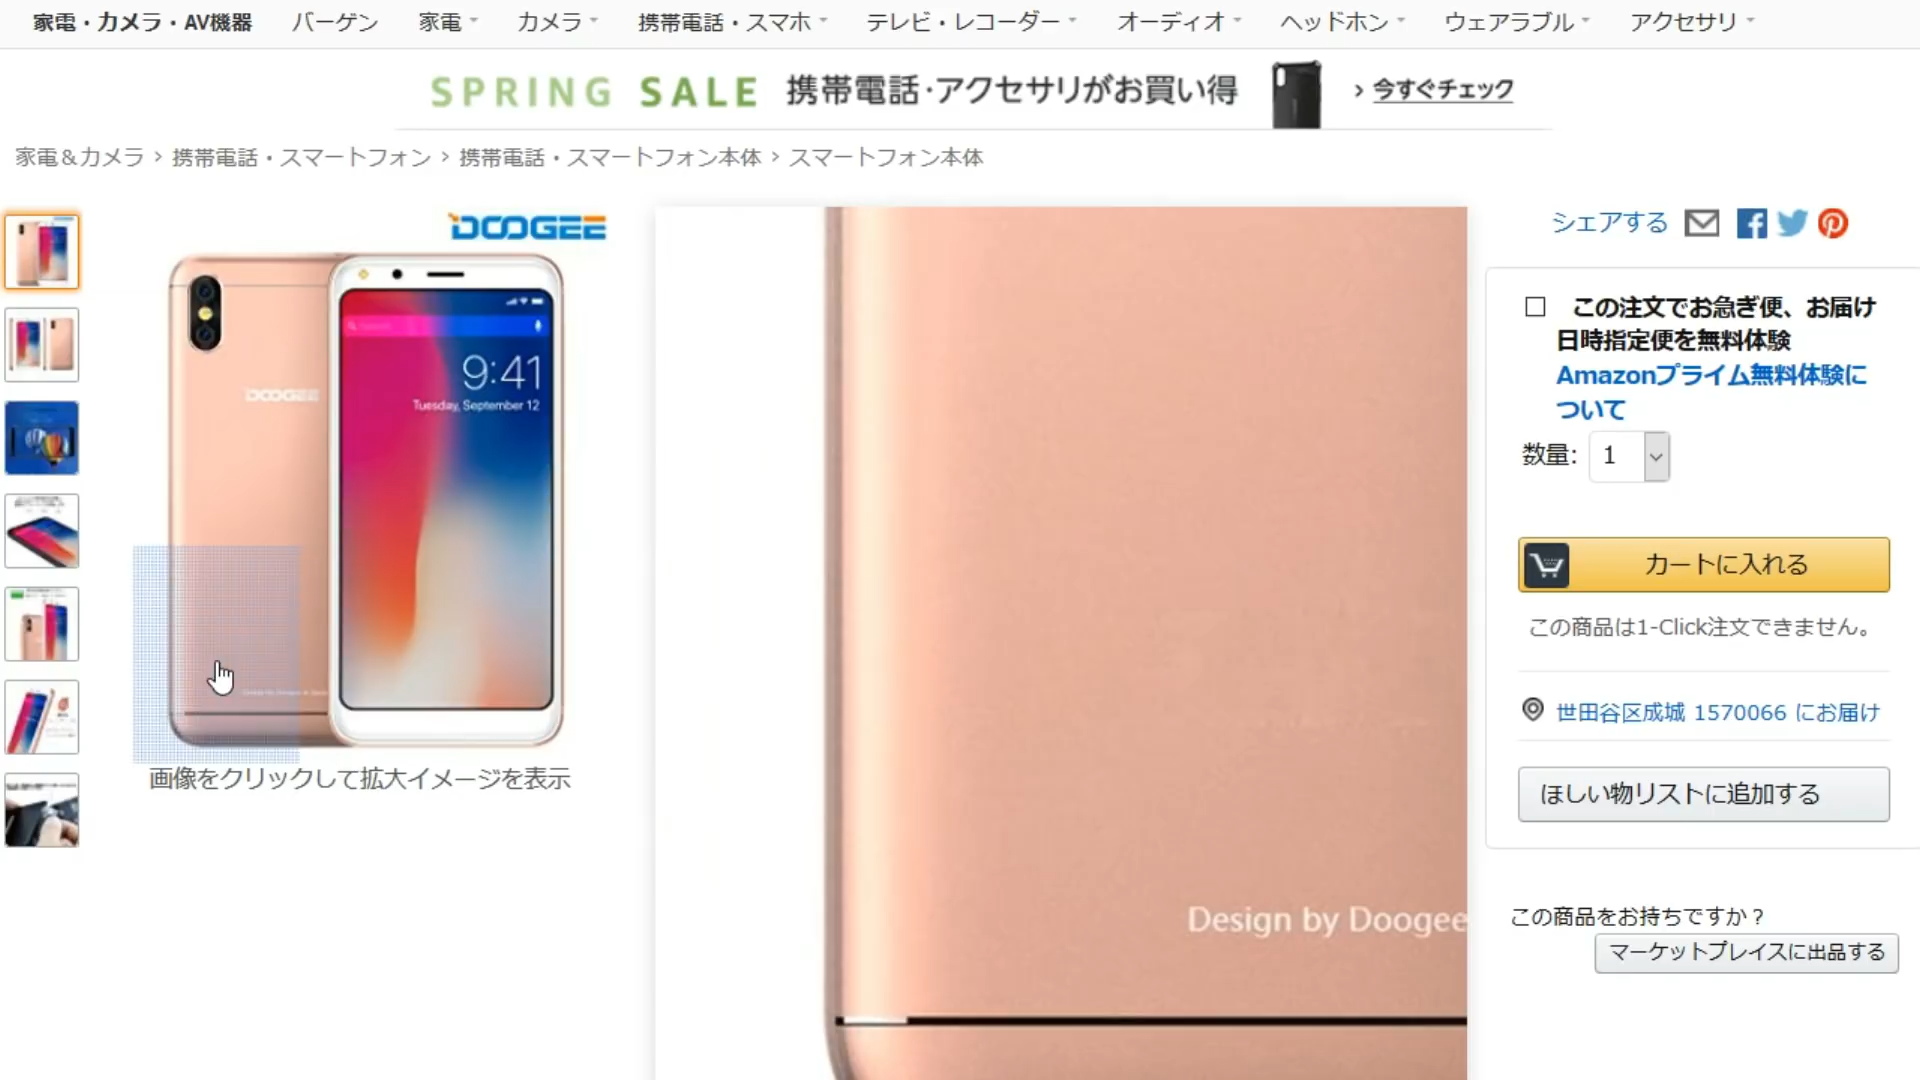 家電・カメラ・AV機器 バーゲン 家電 カメラ 携帯電話・スマホ テレビ・レコーダー オーディオ ヘッドホン ウェアラブル アクセサリ
SPRING SALE 携帯電話・アクセサリがお買い得 › 今すぐチェック
家電＆カメラ › 携帯電話・スマートフォン › 携帯電話・スマートフォン本体 › スマートフォン本体
シェアする
DOOGEE
この注文でお急ぎ便、お届け
日時指定便を無料体験
Amazonプライム無料体験に
ついて
9:41
Tuesday, September 12
DOOGEE
数量: 1
カートに入れる
この商品は1-Click注文できません。
世田谷区成城 1570066 にお届け
画像をクリックして拡大イメージを表示
ほしい物リストに追加する
Design by Doogee
この商品をお持ちですか？
マーケットプレイスに出品する